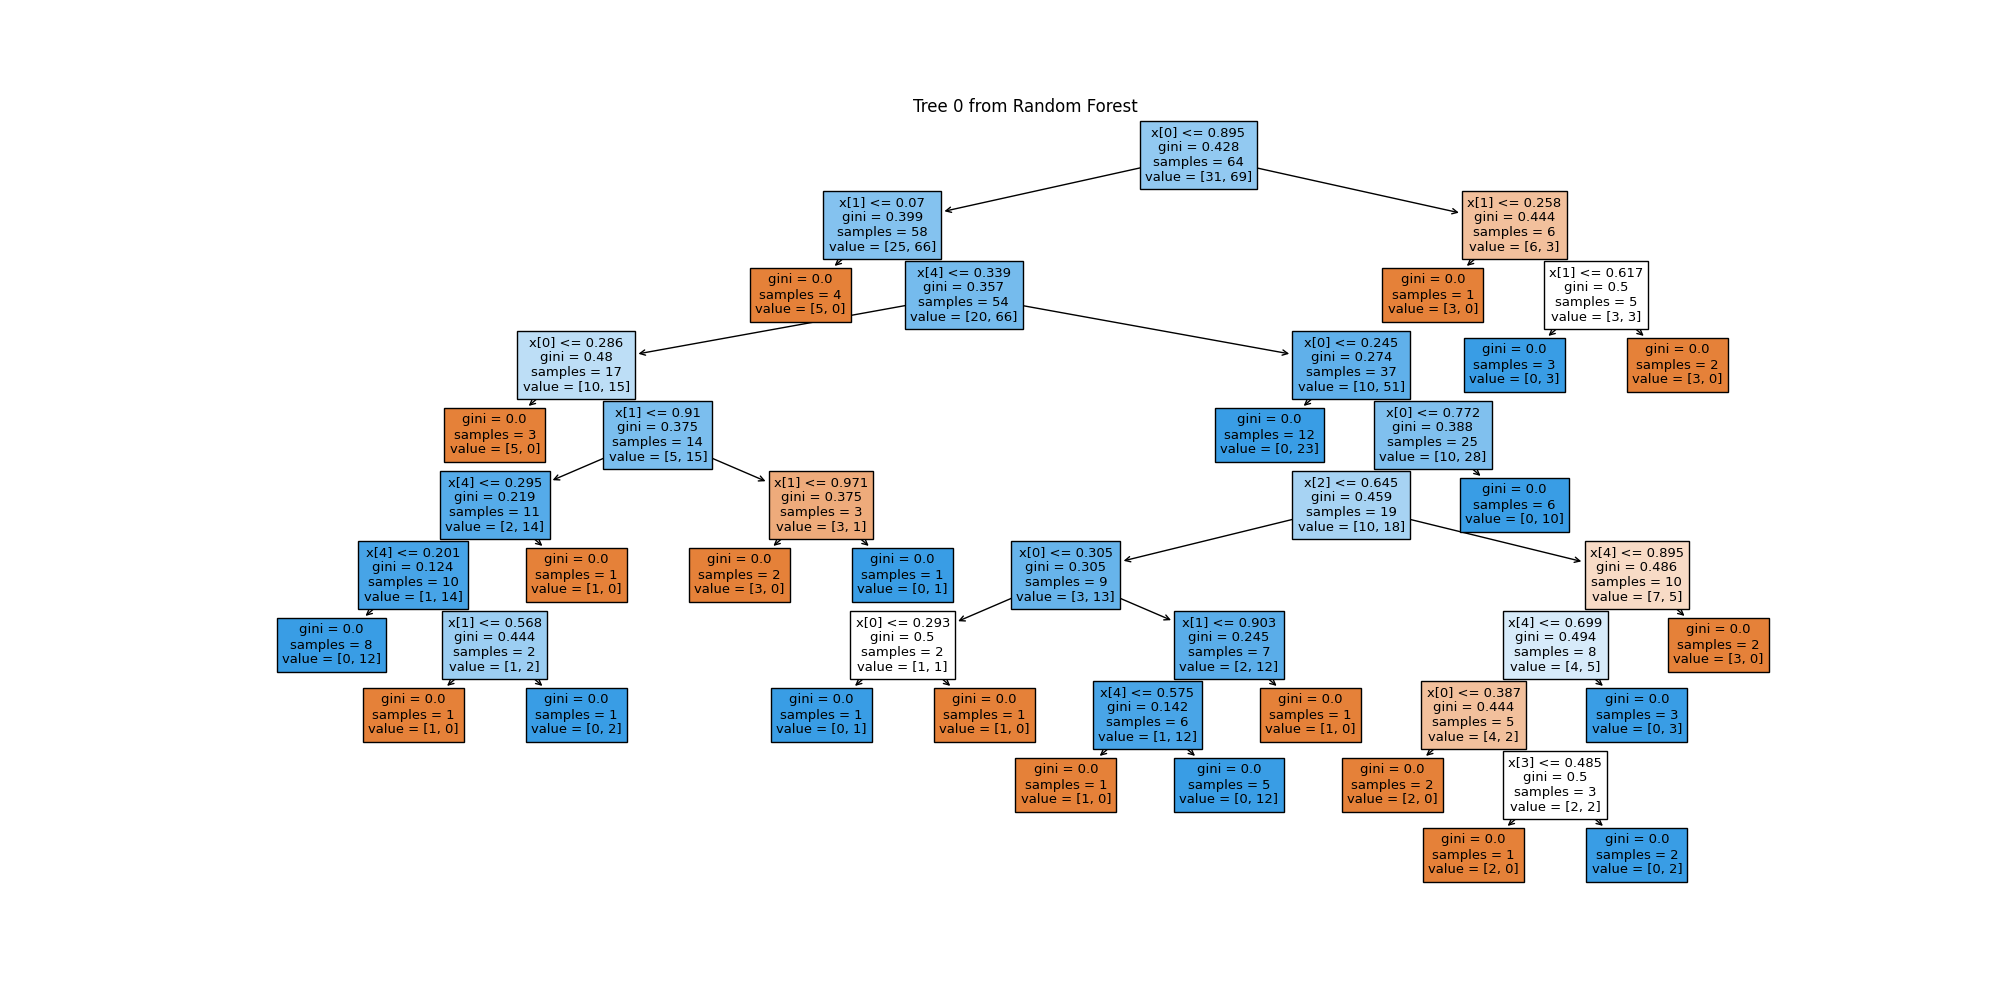 Tree 0 from Random Forest
x[0] <= 0.895
gini = 0.428
samples = 64
value = [31, 69]
x[1] <= 0.07
gini = 0.399
samples = 58
value = [25, 66]
x[1] <= 0.258
gini = 0.444
samples = 6
value = [6, 3]
gini = 0.0
samples = 4
value = [5, 0]
x[4] <= 0.339
gini = 0.357
samples = 54
value = [20, 66]
gini = 0.0
samples = 1
value = [3, 0]
x[1] <= 0.617
gini = 0.5
samples = 5
value = [3, 3]
x[0] <= 0.286
gini = 0.48
samples = 17
value = [10, 15]
x[0] <= 0.245
gini = 0.274
samples = 37
value = [10, 51]
gini = 0.0
samples = 3
value = [0, 3]
gini = 0.0
samples = 2
value = [3, 0]
gini = 0.0
samples = 3
value = [5, 0]
x[1] <= 0.91
gini = 0.375
samples = 14
value = [5, 15]
gini = 0.0
samples = 12
value = [0, 23]
x[0] <= 0.772
gini = 0.388
samples = 25
value = [10, 28]
x[4] <= 0.295
gini = 0.219
samples = 11
value = [2, 14]
x[1] <= 0.971
gini = 0.375
samples = 3
value = [3, 1]
x[2] <= 0.645
gini = 0.459
samples = 19
value = [10, 18]
gini = 0.0
samples = 6
value = [0, 10]
x[4] <= 0.201
gini = 0.124
samples = 10
value = [1, 14]
gini = 0.0
samples = 1
value = [1, 0]
gini = 0.0
samples = 2
value = [3, 0]
gini = 0.0
samples = 1
value = [0, 1]
x[0] <= 0.305
gini = 0.305
samples = 9
value = [3, 13]
x[4] <= 0.895
gini = 0.486
samples = 10
value = [7, 5]
gini = 0.0
samples = 8
value = [0, 12]
x[1] <= 0.568
gini = 0.444
samples = 2
value = [1, 2]
x[0] <= 0.293
gini = 0.5
samples = 2
value = [1, 1]
x[1] <= 0.903
gini = 0.245
samples = 7
value = [2, 12]
x[4] <= 0.699
gini = 0.494
samples = 8
value = [4, 5]
gini = 0.0
samples = 2
value = [3, 0]
gini = 0.0
samples = 1
value = [1, 0]
gini = 0.0
samples = 1
value = [0, 2]
gini = 0.0
samples = 1
value = [0, 1]
gini = 0.0
samples = 1
value = [1, 0]
x[4] <= 0.575
gini = 0.142
samples = 6
value = [1, 12]
gini = 0.0
samples = 1
value = [1, 0]
x[0] <= 0.387
gini = 0.444
samples = 5
value = [4, 2]
gini = 0.0
samples = 3
value = [0, 3]
gini = 0.0
samples = 1
value = [1, 0]
gini = 0.0
samples = 5
value = [0, 12]
gini = 0.0
samples = 2
value = [2, 0]
x[3] <= 0.485
gini = 0.5
samples = 3
value = [2, 2]
gini = 0.0
samples = 1
value = [2, 0]
gini = 0.0
samples = 2
value = [0, 2]